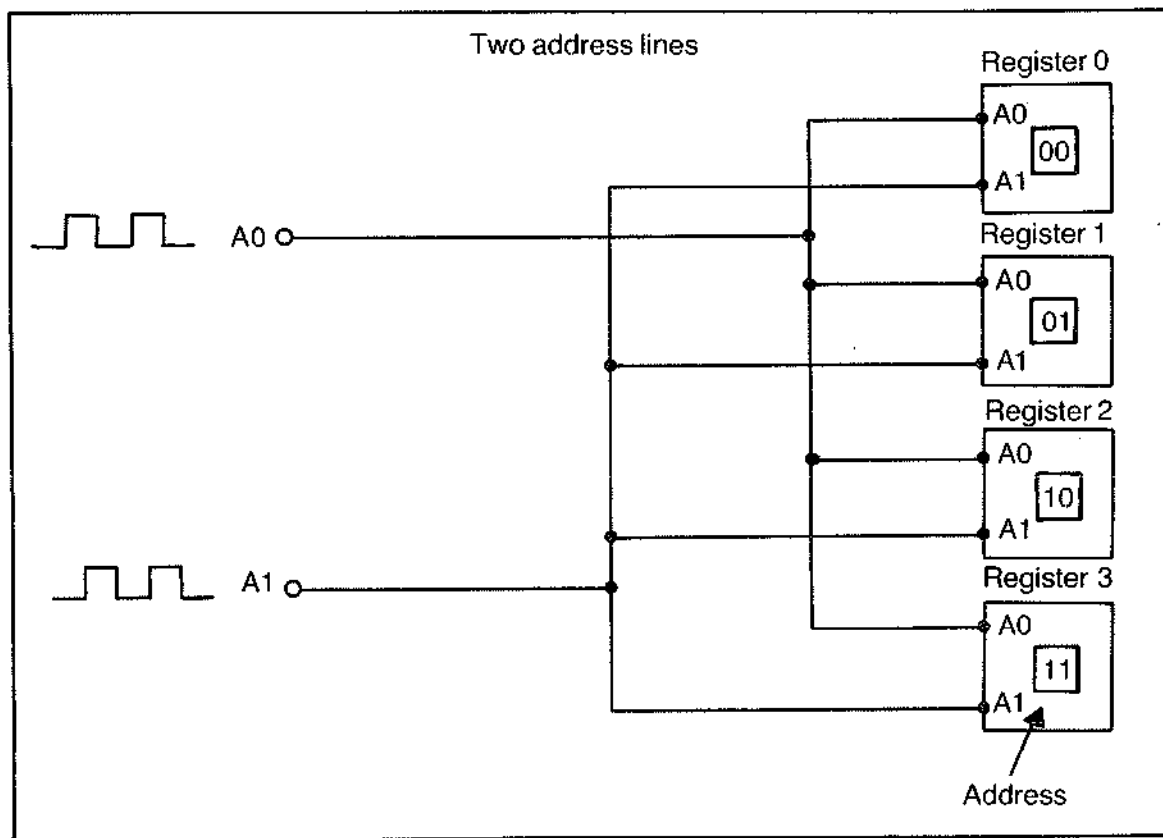 Two address lines
Register 0
A0
00
A1
A0
Register 1
A0
01
A1
Register 2
A0
10
A1
A1
Register 3
A0
11
A1
Address